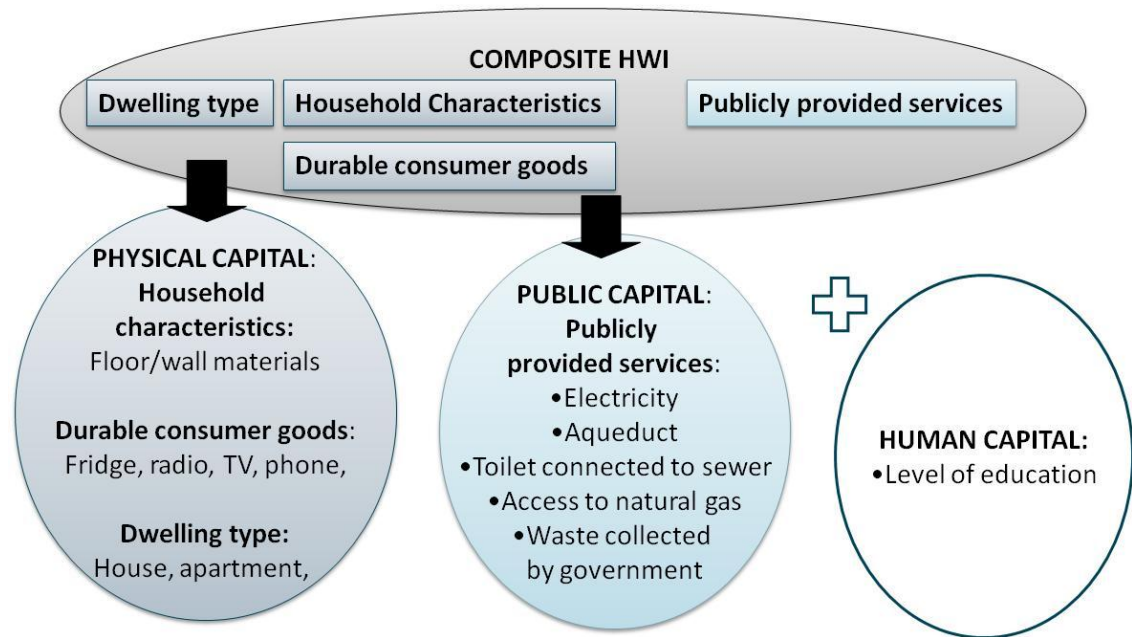 COMPOSITE HWI
Dwelling type
Household Characteristics
Publicly provided services
Durable consumer goods
PHYSICAL CAPITAL:
Household
characteristics:
Floor/wall materials
Durable consumer goods:
Fridge, radio, TV, phone,
Dwelling type:
House, apartment,
PUBLIC CAPITAL:
Publicly
provided services:
•Electricity
•Aqueduct
•Toilet connected to sewer
•Access to natural gas
•Waste collected
by government
HUMAN CAPITAL:
•Level of education